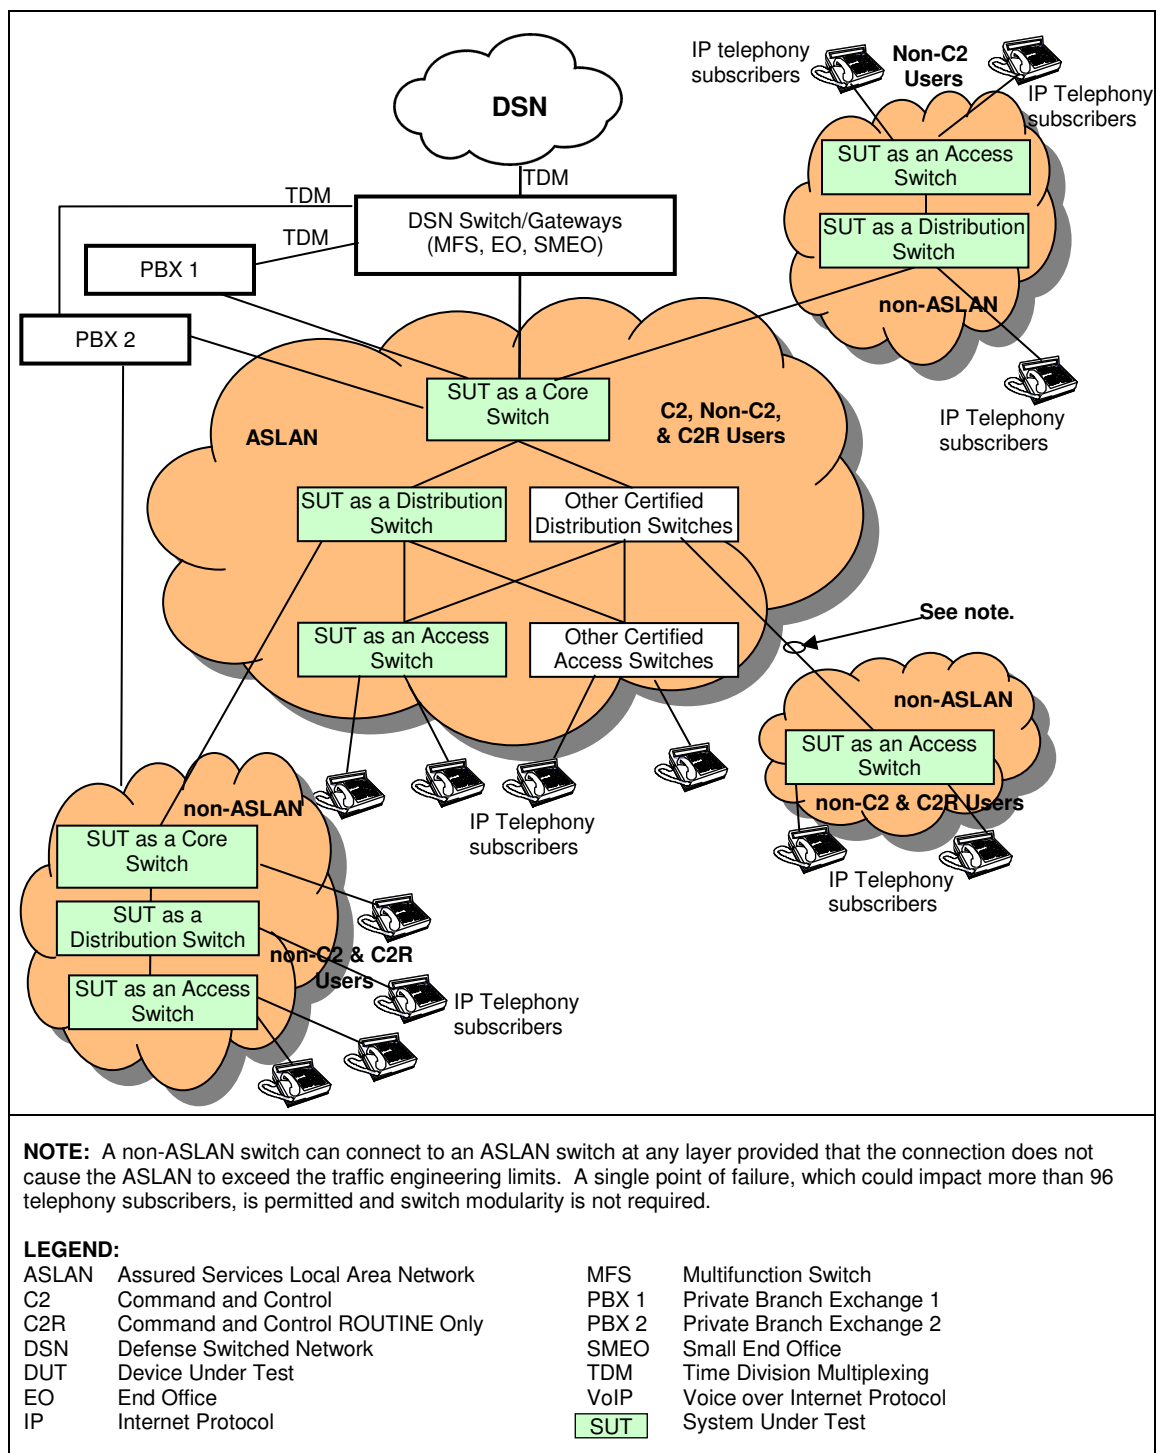 IP telephony
subscribers
Non-C2
Users
IP Telephony
subscribers
DSN
TDM
TDM
TDM
DSN Switch/Gateways
(MFS, EO, SMEO)
PBX 1
PBX 2
SUT as an Access
Switch
SUT as a Distribution
Switch
non-ASLAN
IP Telephony
subscribers
SUT as a Core
Switch
ASLAN
C2, Non-C2,
& C2R Users
SUT as a Distribution
Switch
Other Certified
Distribution Switches
See note.
SUT as an Access
Switch
Other Certified
Access Switches
non-ASLAN
SUT as an Access
Switch
non-C2 & C2R Users
IP Telephony
subscribers
IP Telephony
subscribers
non-ASLAN
SUT as a Core
Switch
SUT as a
Distribution Switch
non-C2 & C2R
Users
SUT as an Access
Switch
IP Telephony
subscribers
NOTE: A non-ASLAN switch can connect to an ASLAN switch at any layer provided that the connection does not
cause the ASLAN to exceed the traffic engineering limits. A single point of failure, which could impact more than 96
telephony subscribers, is permitted and switch modularity is not required.
LEGEND:
ASLAN Assured Services Local Area Network
C2 Command and Control
C2R Command and Control ROUTINE Only
DSN Defense Switched Network
DUT Device Under Test
EO End Office
IP Internet Protocol
MFS Multifunction Switch
PBX 1 Private Branch Exchange 1
PBX 2 Private Branch Exchange 2
SMEO Small End Office
TDM Time Division Multiplexing
VoIP Voice over Internet Protocol
SUT System Under Test